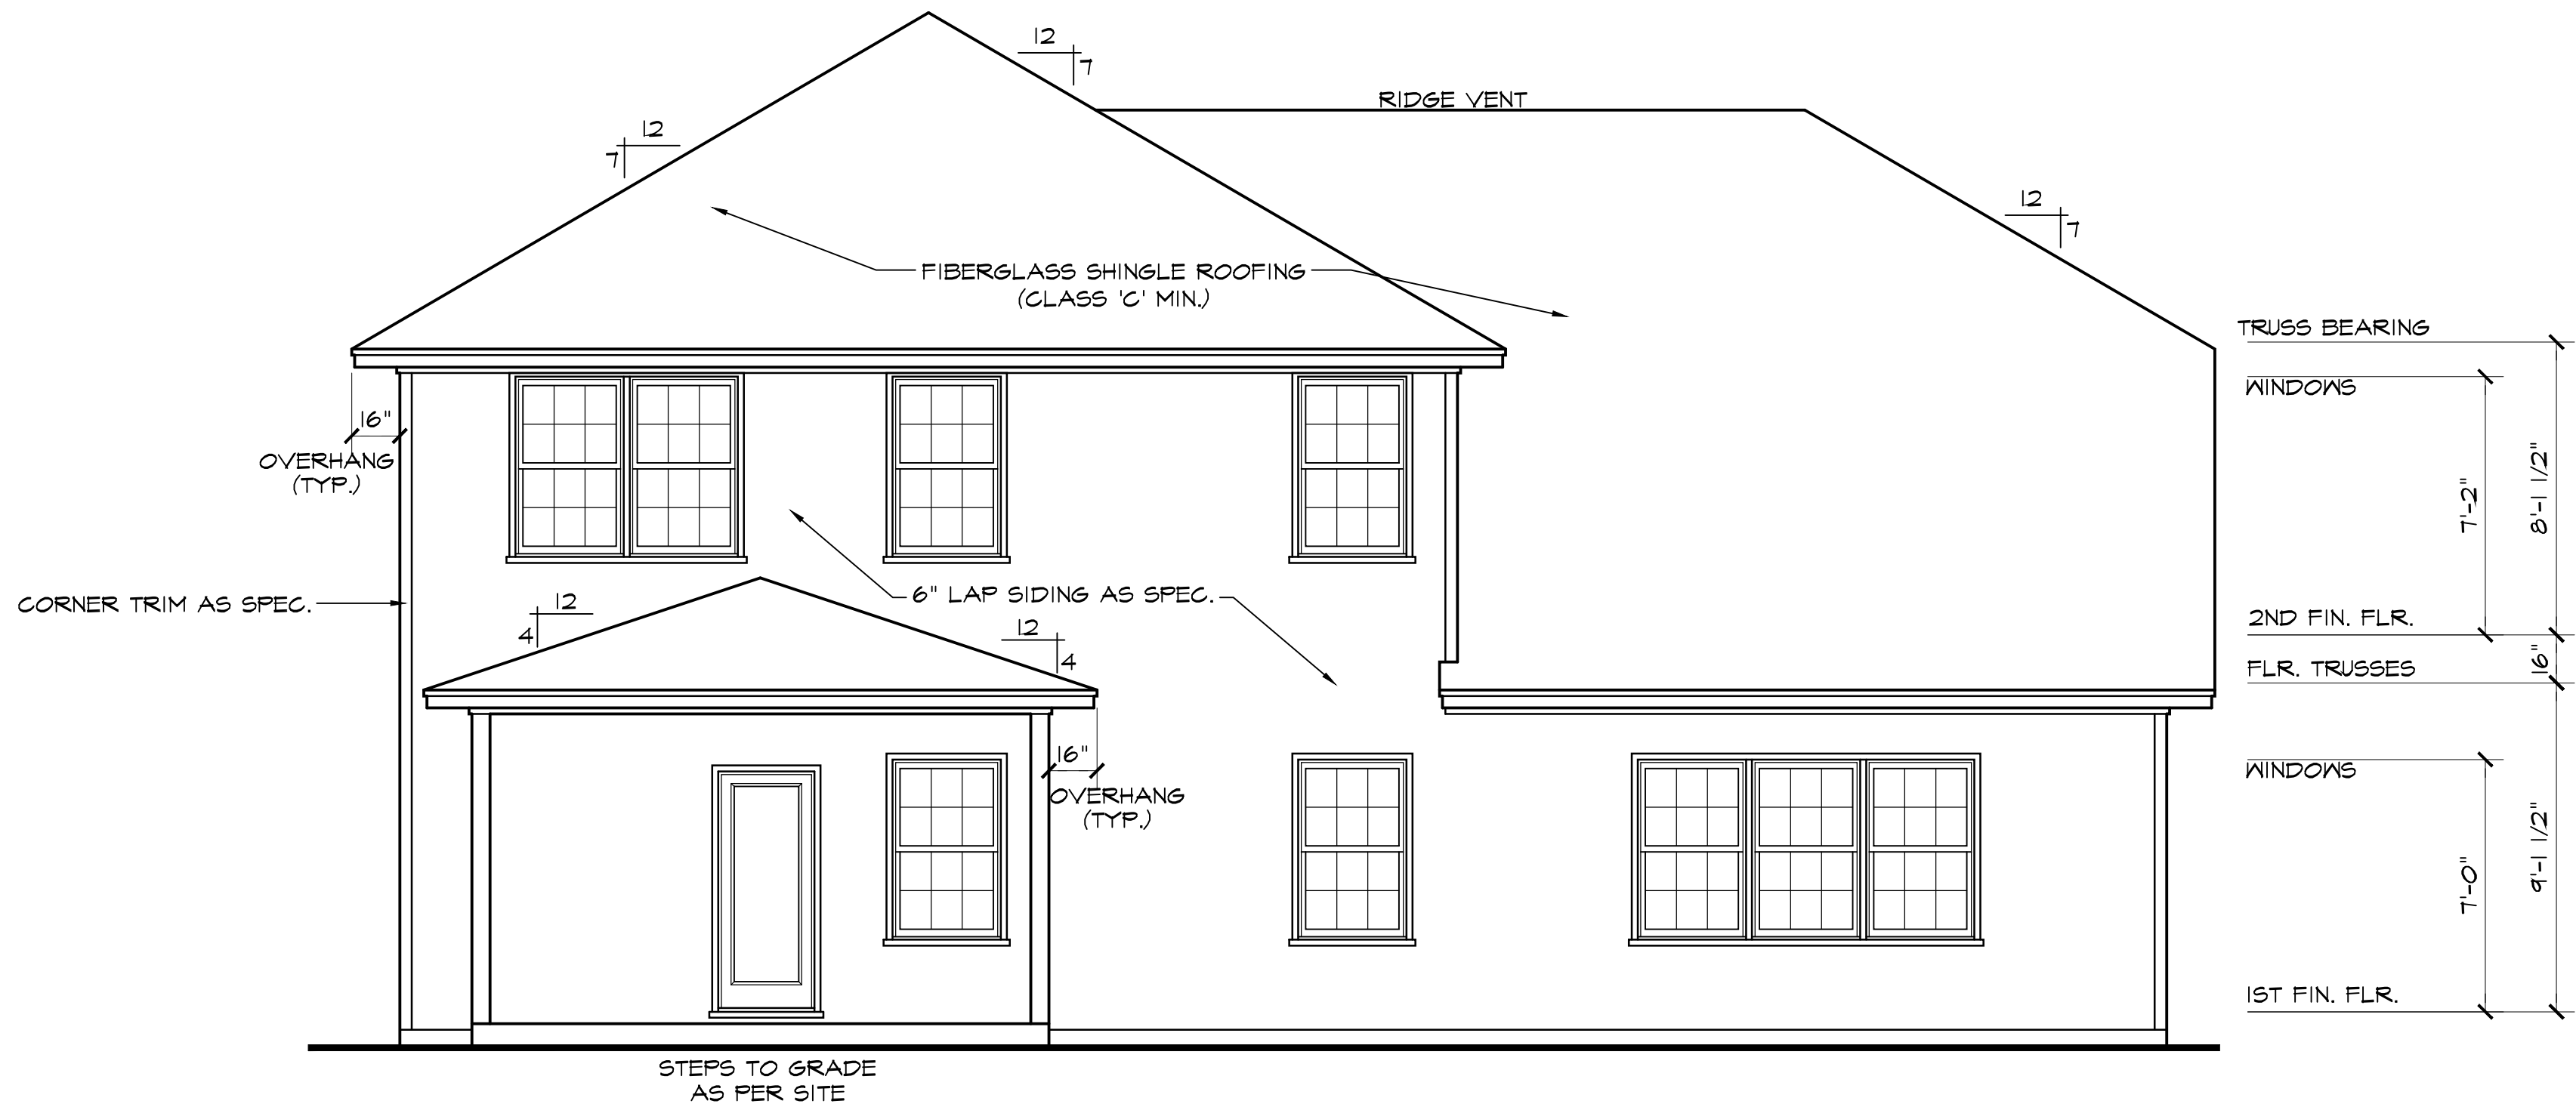 12
7
RIDGE VENT
12
7
12
7
FIBERGLASS SHINGLE ROOFING
(CLASS 'C' MIN.)
TRUSS BEARING
WINDOWS
16"
OVERHANG
(TYP.)
7'-2"
8'-1 1/2"
CORNER TRIM AS SPEC.
12
4
6" LAP SIDING AS SPEC.
12
4
2ND FIN. FLR.
16"
FLR. TRUSSES
16"
OVERHANG
(TYP.)
WINDOWS
7'-0"
9'-1 1/2"
1ST FIN. FLR.
STEPS TO GRADE
AS PER SITE